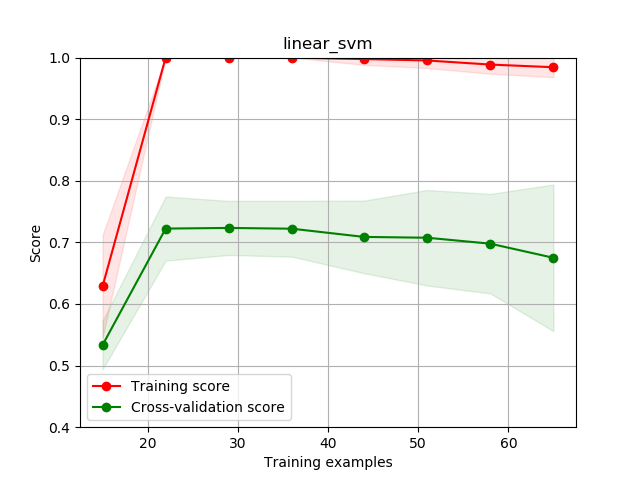 linear_svm
1.0
0.9
0.8
0.7
0.6
0.5
0.4
Score
Training score
Cross-validation score
20 30 40 50 60
Training examples